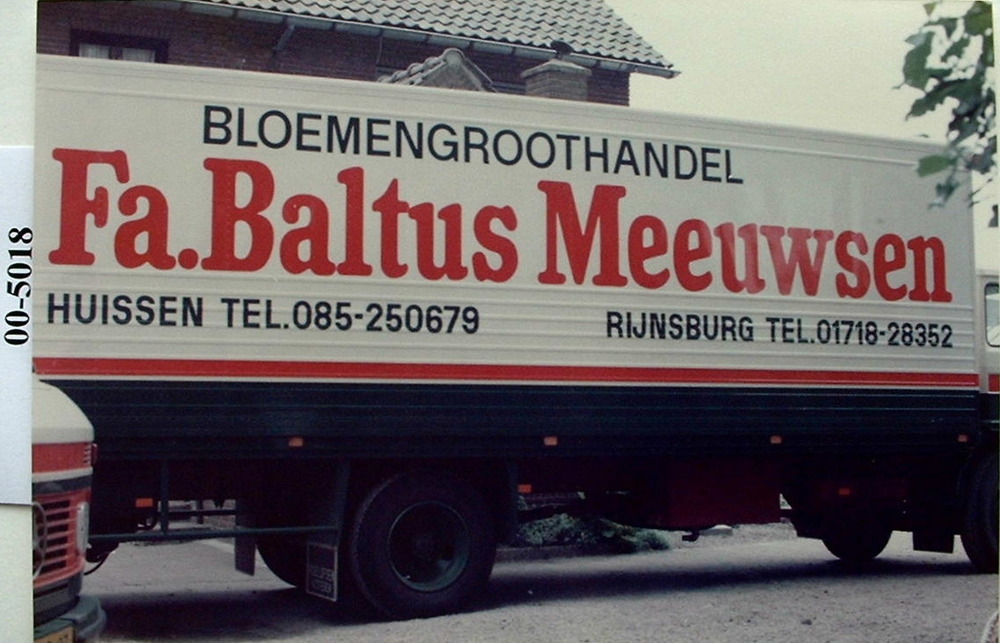 BLOEMENGROOTHANDEL
Fa.Baltus Meeuwsen
HUISSEN TEL.085-250679
RIJNSBURG TEL.01718-28352
00-5018